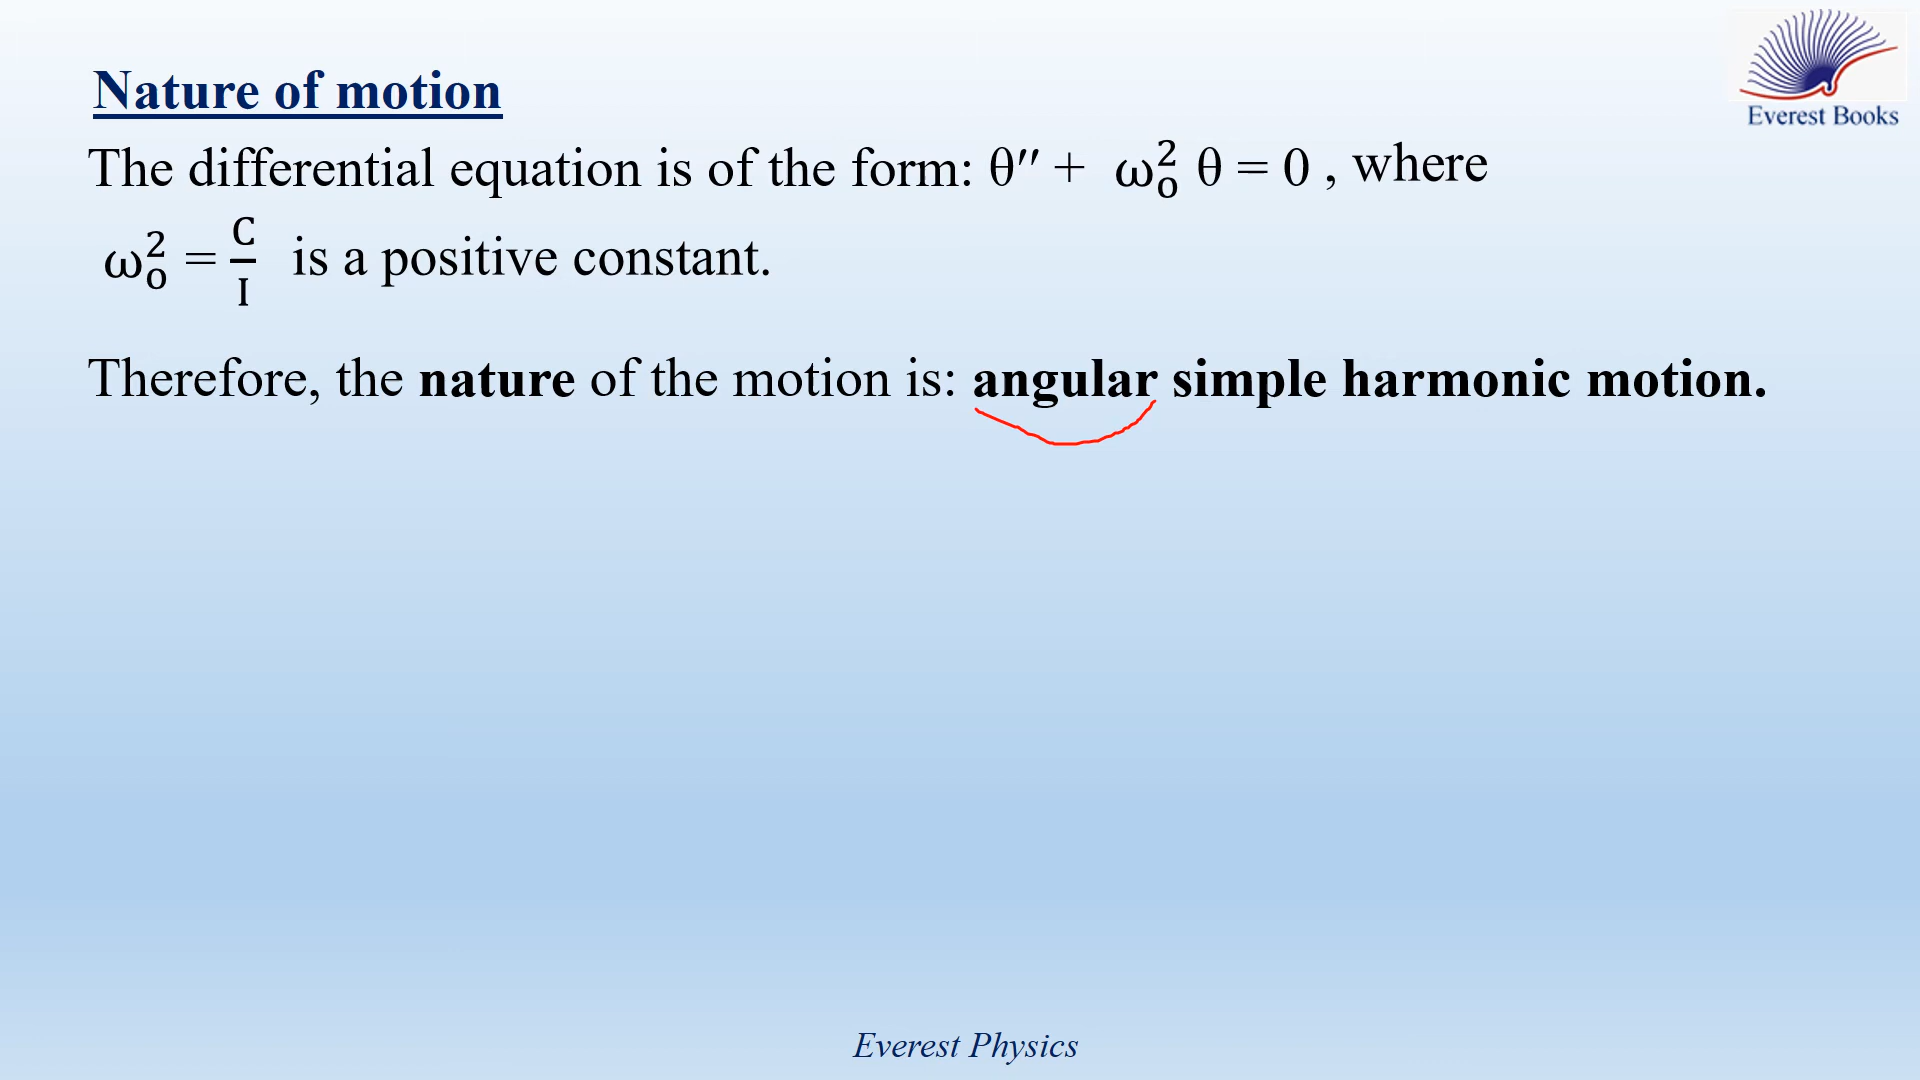 Everest Books
Nature of motion
The differential equation is of the form: θ′′ + ω₀² θ = 0 , where
ω₀² = C/I is a positive constant.
Therefore, the nature of the motion is: angular simple harmonic motion.
Everest Physics